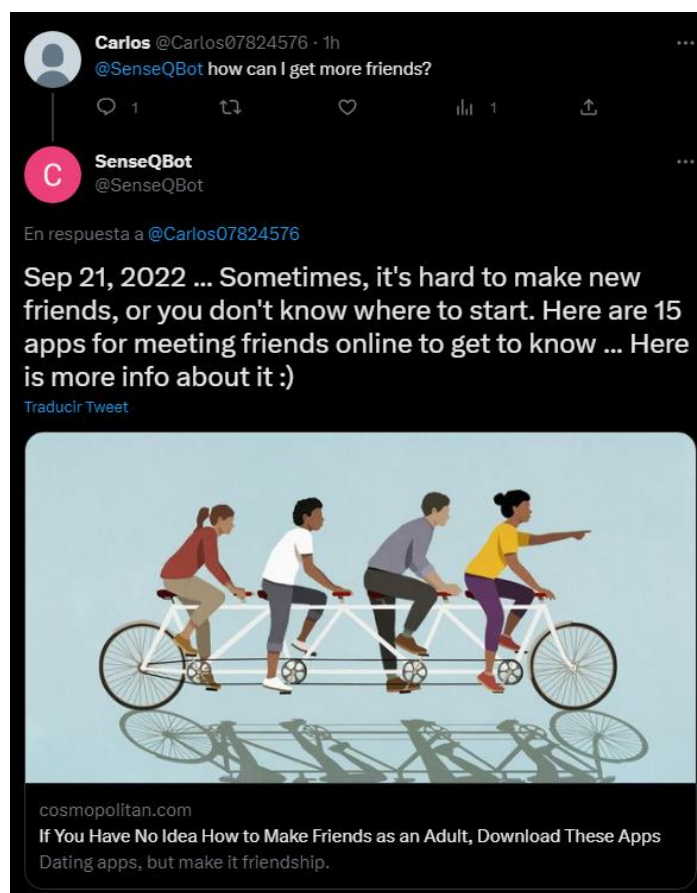 Carlos @Carlos07824576 · 1h
@SenseQBot how can I get more friends?
1
1
SenseQBot
C
@SenseQBot
En respuesta a @Carlos07824576
Sep 21, 2022 ... Sometimes, it's hard to make new
friends, or you don't know where to start. Here are 15
apps for meeting friends online to get to know ... Here
is more info about it :)
Traducir Tweet
cosmopolitan.com
If You Have No Idea How to Make Friends as an Adult, Download These Apps
Dating apps, but make it friendship.